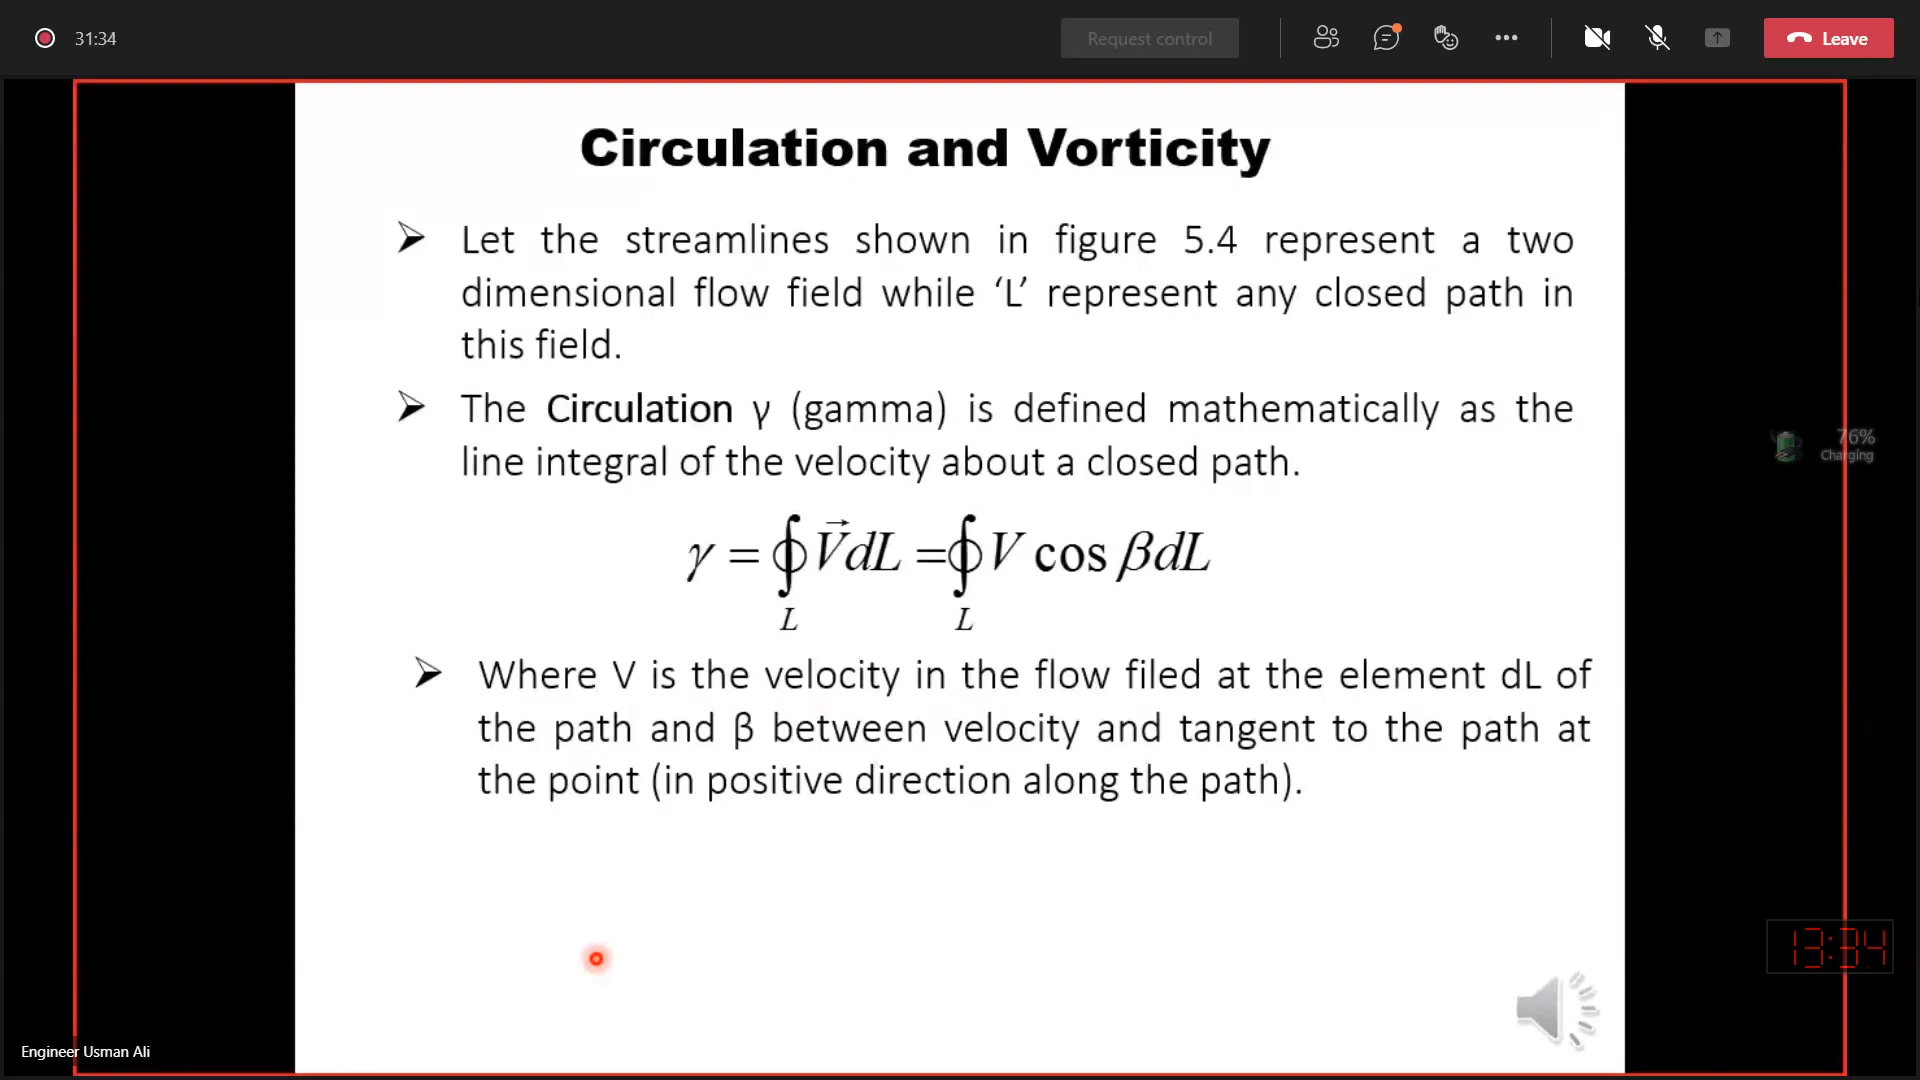 31:34
Request control
Leave
Circulation and Vorticity
➢ Let the streamlines shown in figure 5.4 represent a two
dimensional flow field while ‘L’ represent any closed path in
this field.
➢ The Circulation γ (gamma) is defined mathematically as the
line integral of the velocity about a closed path.
γ = ∮_L V⃗dL = ∮_L V cos βdL
➢ Where V is the velocity in the flow filed at the element dL of
the path and β between velocity and tangent to the path at
the point (in positive direction along the path).
76%
Charging
13:34
Engineer Usman Ali